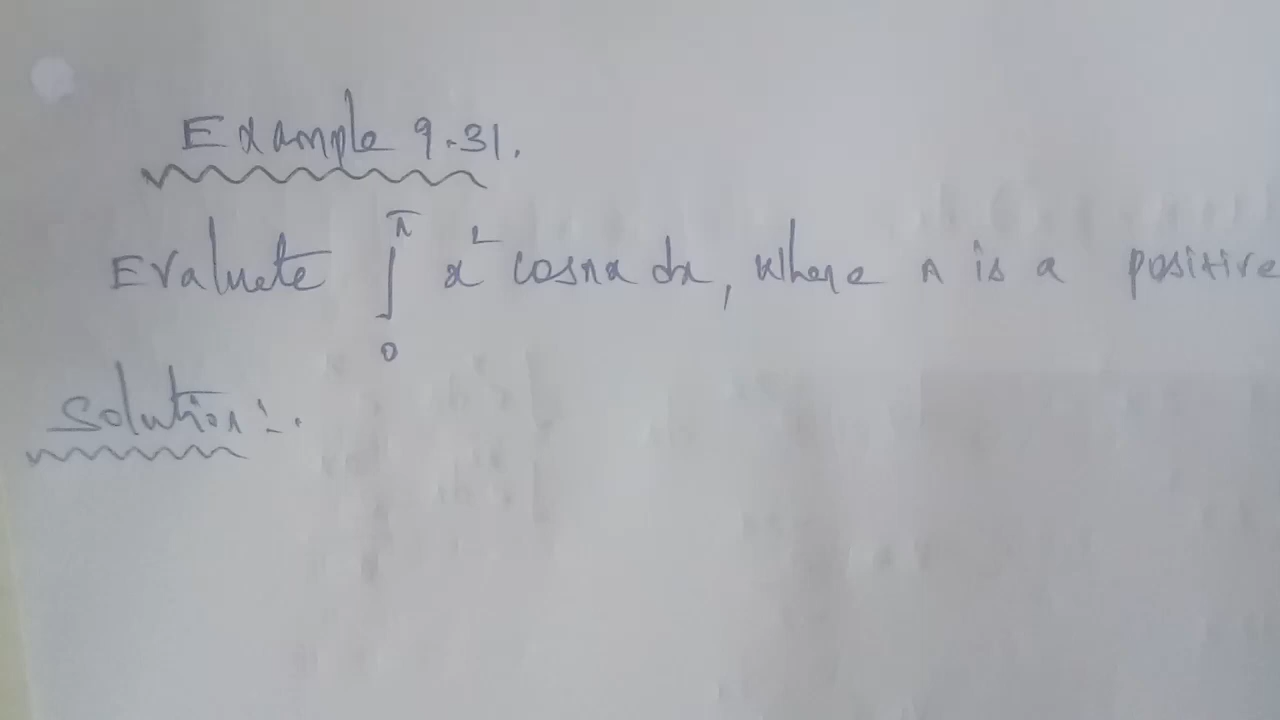 Example 9.31.
Evaluate ∫₀^π x² cosnx dx, where n is a positive
Solution:.